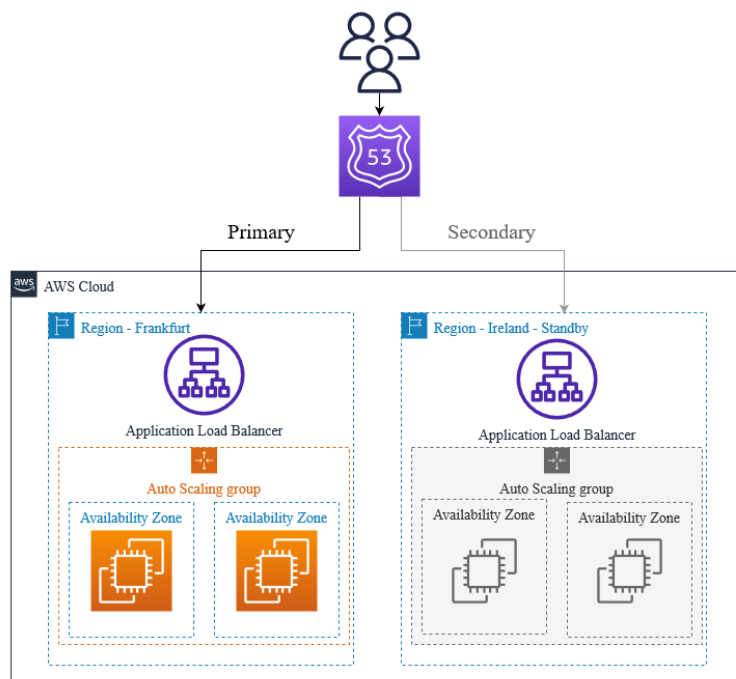 53
Primary
Secondary
aws
AWS Cloud
Region - Frankfurt
Region - Ireland - Standby
Application Load Balancer
Application Load Balancer
Auto Scaling group
Auto Scaling group
Availability Zone
Availability Zone
Availability Zone
Availability Zone